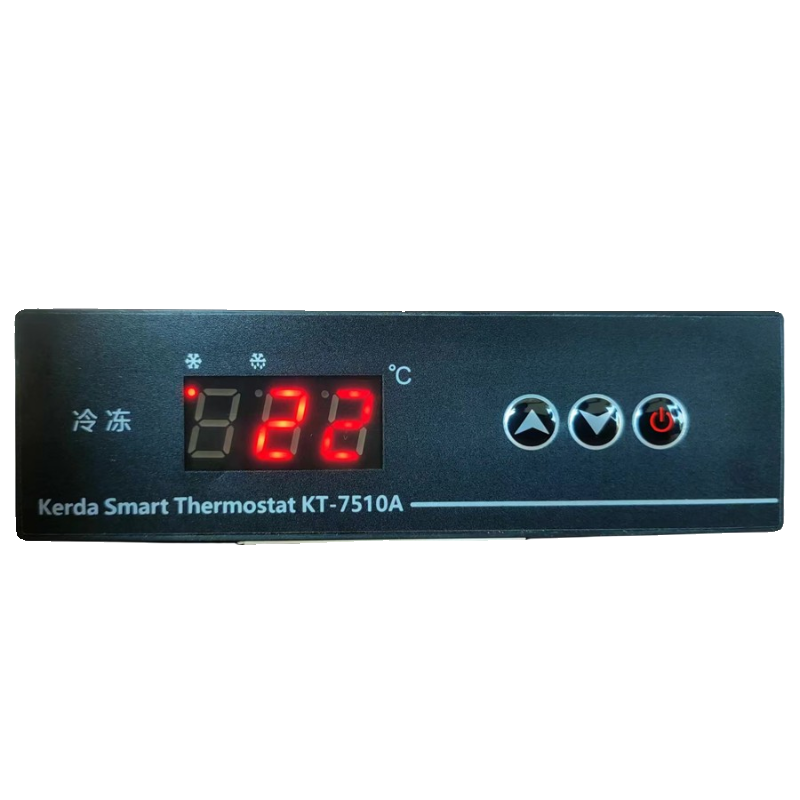 ℃
冷冻
22
Kerda Smart Thermostat KT-7510A